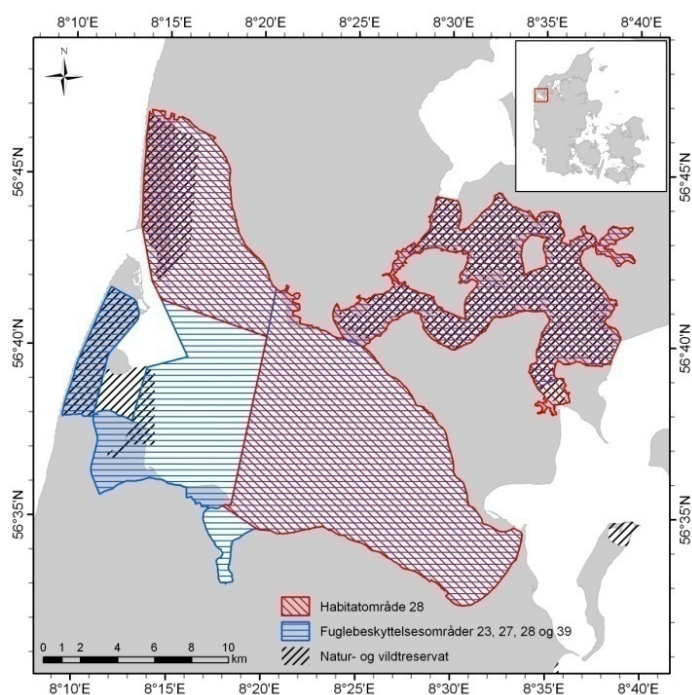 8°10'E 8°15'E 8°20'E 8°25'E 8°30'E 8°35'E 8°40'E
N
56°45'N 56°45'N
56°40'N 56°40'N
56°35'N 56°35'N
Habitatområde 28
Fuglebeskyttelsesområder 23, 27, 28 og 39
Natur- og vildtreservat
0 1 2 4 6 8 10
km
8°10'E 8°15'E 8°20'E 8°25'E 8°30'E 8°35'E 8°40'E